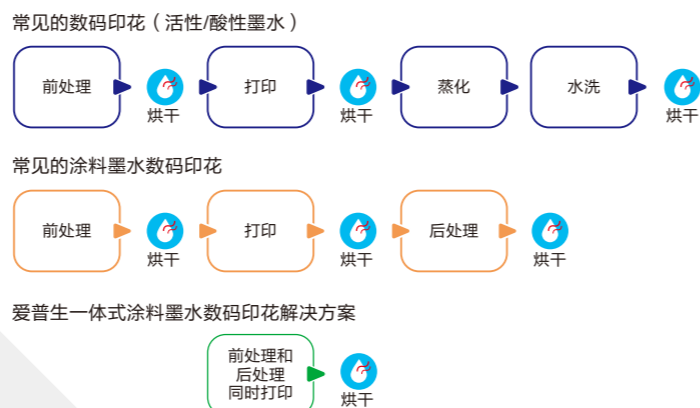 常见的数码印花（活性/酸性墨水）
前处理
烘干
打印
烘干
蒸化
水洗
烘干
常见的涂料墨水数码印花
前处理
烘干
打印
烘干
后处理
烘干
爱普生一体式涂料墨水数码印花解决方案
前处理和
后处理
同时打印
烘干